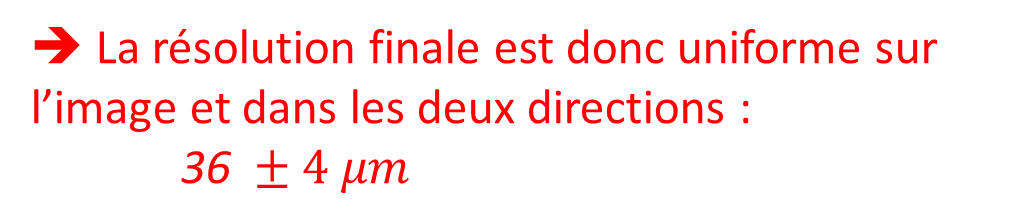 ➔ La résolution finale est donc uniforme sur
l’image et dans les deux directions :
36 ± 4 μm